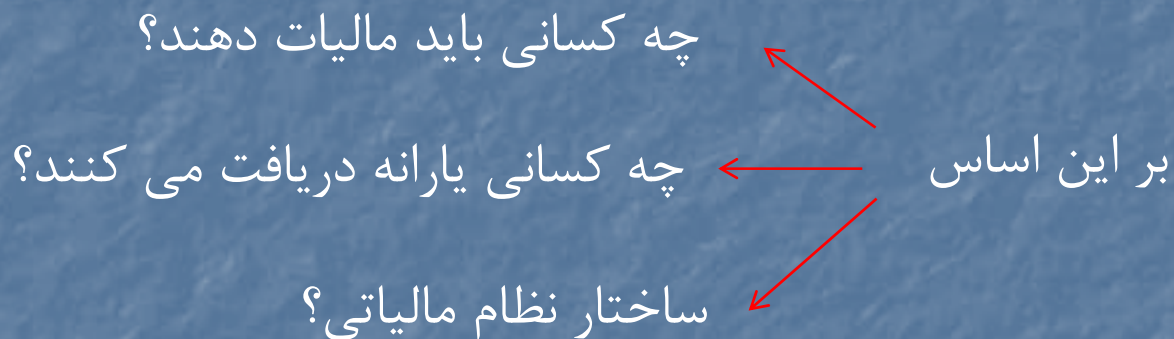 چه کسانی باید مالیات دهند؟
بر این اساس
چه کسانی یارانه دریافت می کنند؟
ساختار نظام مالیاتی؟